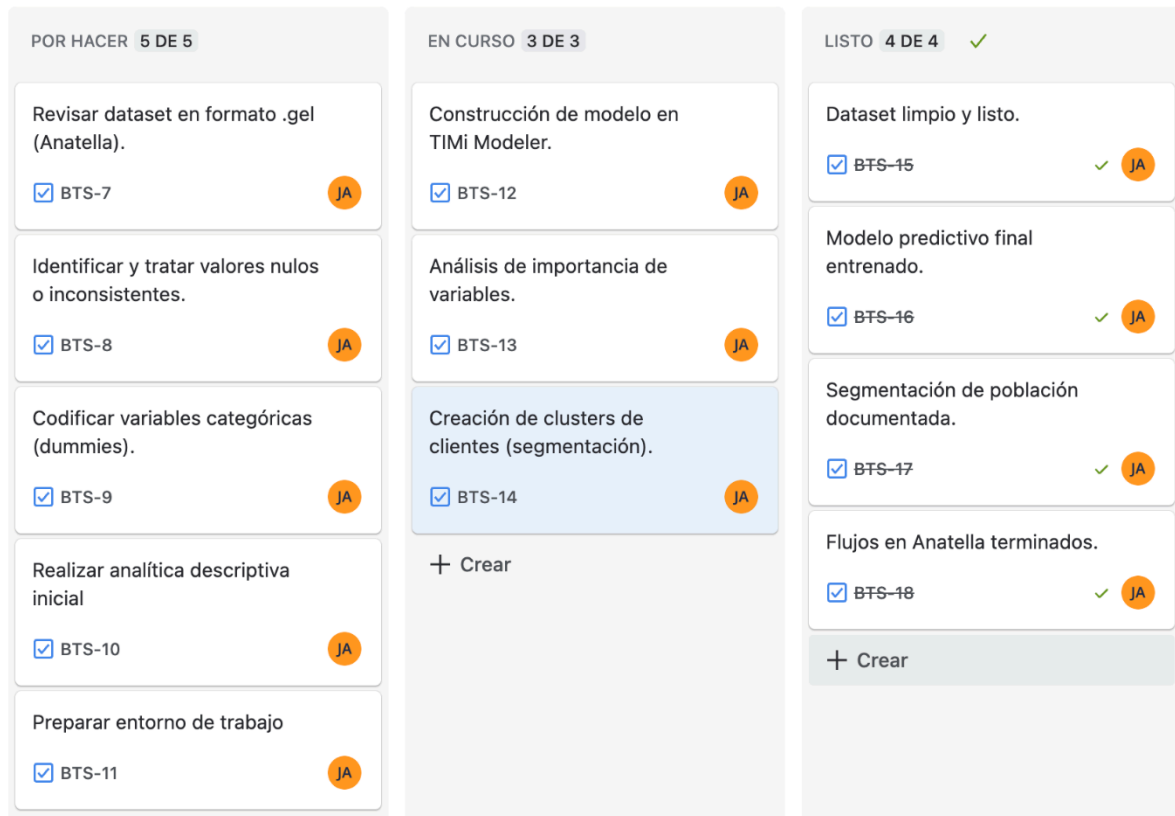 POR HACER 5 DE 5
Revisar dataset en formato .gel
(Anatella).
BTS-7
JA
Identificar y tratar valores nulos
o inconsistentes.
BTS-8
JA
Codificar variables categóricas
(dummies).
BTS-9
JA
Realizar analítica descriptiva
inicial
BTS-10
JA
Preparar entorno de trabajo
BTS-11
JA
EN CURSO 3 DE 3
Construcción de modelo en
TIMi Modeler.
BTS-12
JA
Análisis de importancia de
variables.
BTS-13
JA
Creación de clusters de
clientes (segmentación).
BTS-14
JA
+ Crear
LISTO 4 DE 4
Dataset limpio y listo.
BTS-15
JA
Modelo predictivo final
entrenado.
BTS-16
JA
Segmentación de población
documentada.
BTS-17
JA
Flujos en Anatella terminados.
BTS-18
JA
+ Crear